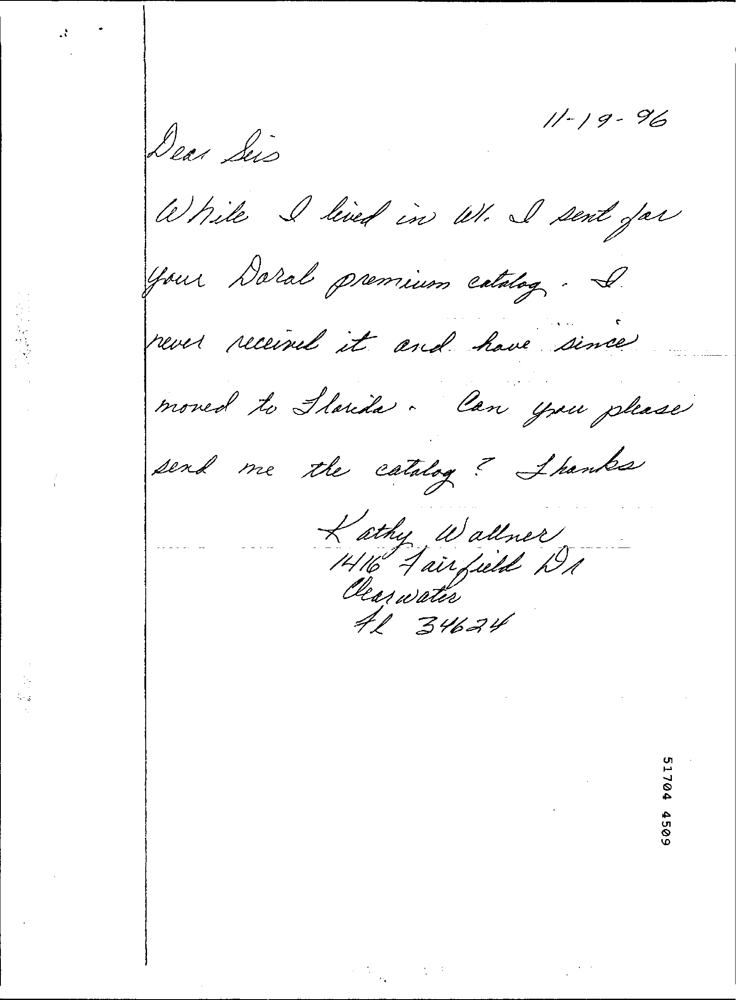 11-19-96
Dear Sirs
While I lived in WI. I sent for
your Doral premium catalog. I
never received it and have since
moved to Florida. Can you please
send me the catalog? Thanks
Kathy Wallner
1416 Fairfield Dr
Clearwater
Fl 34624
51704 4509